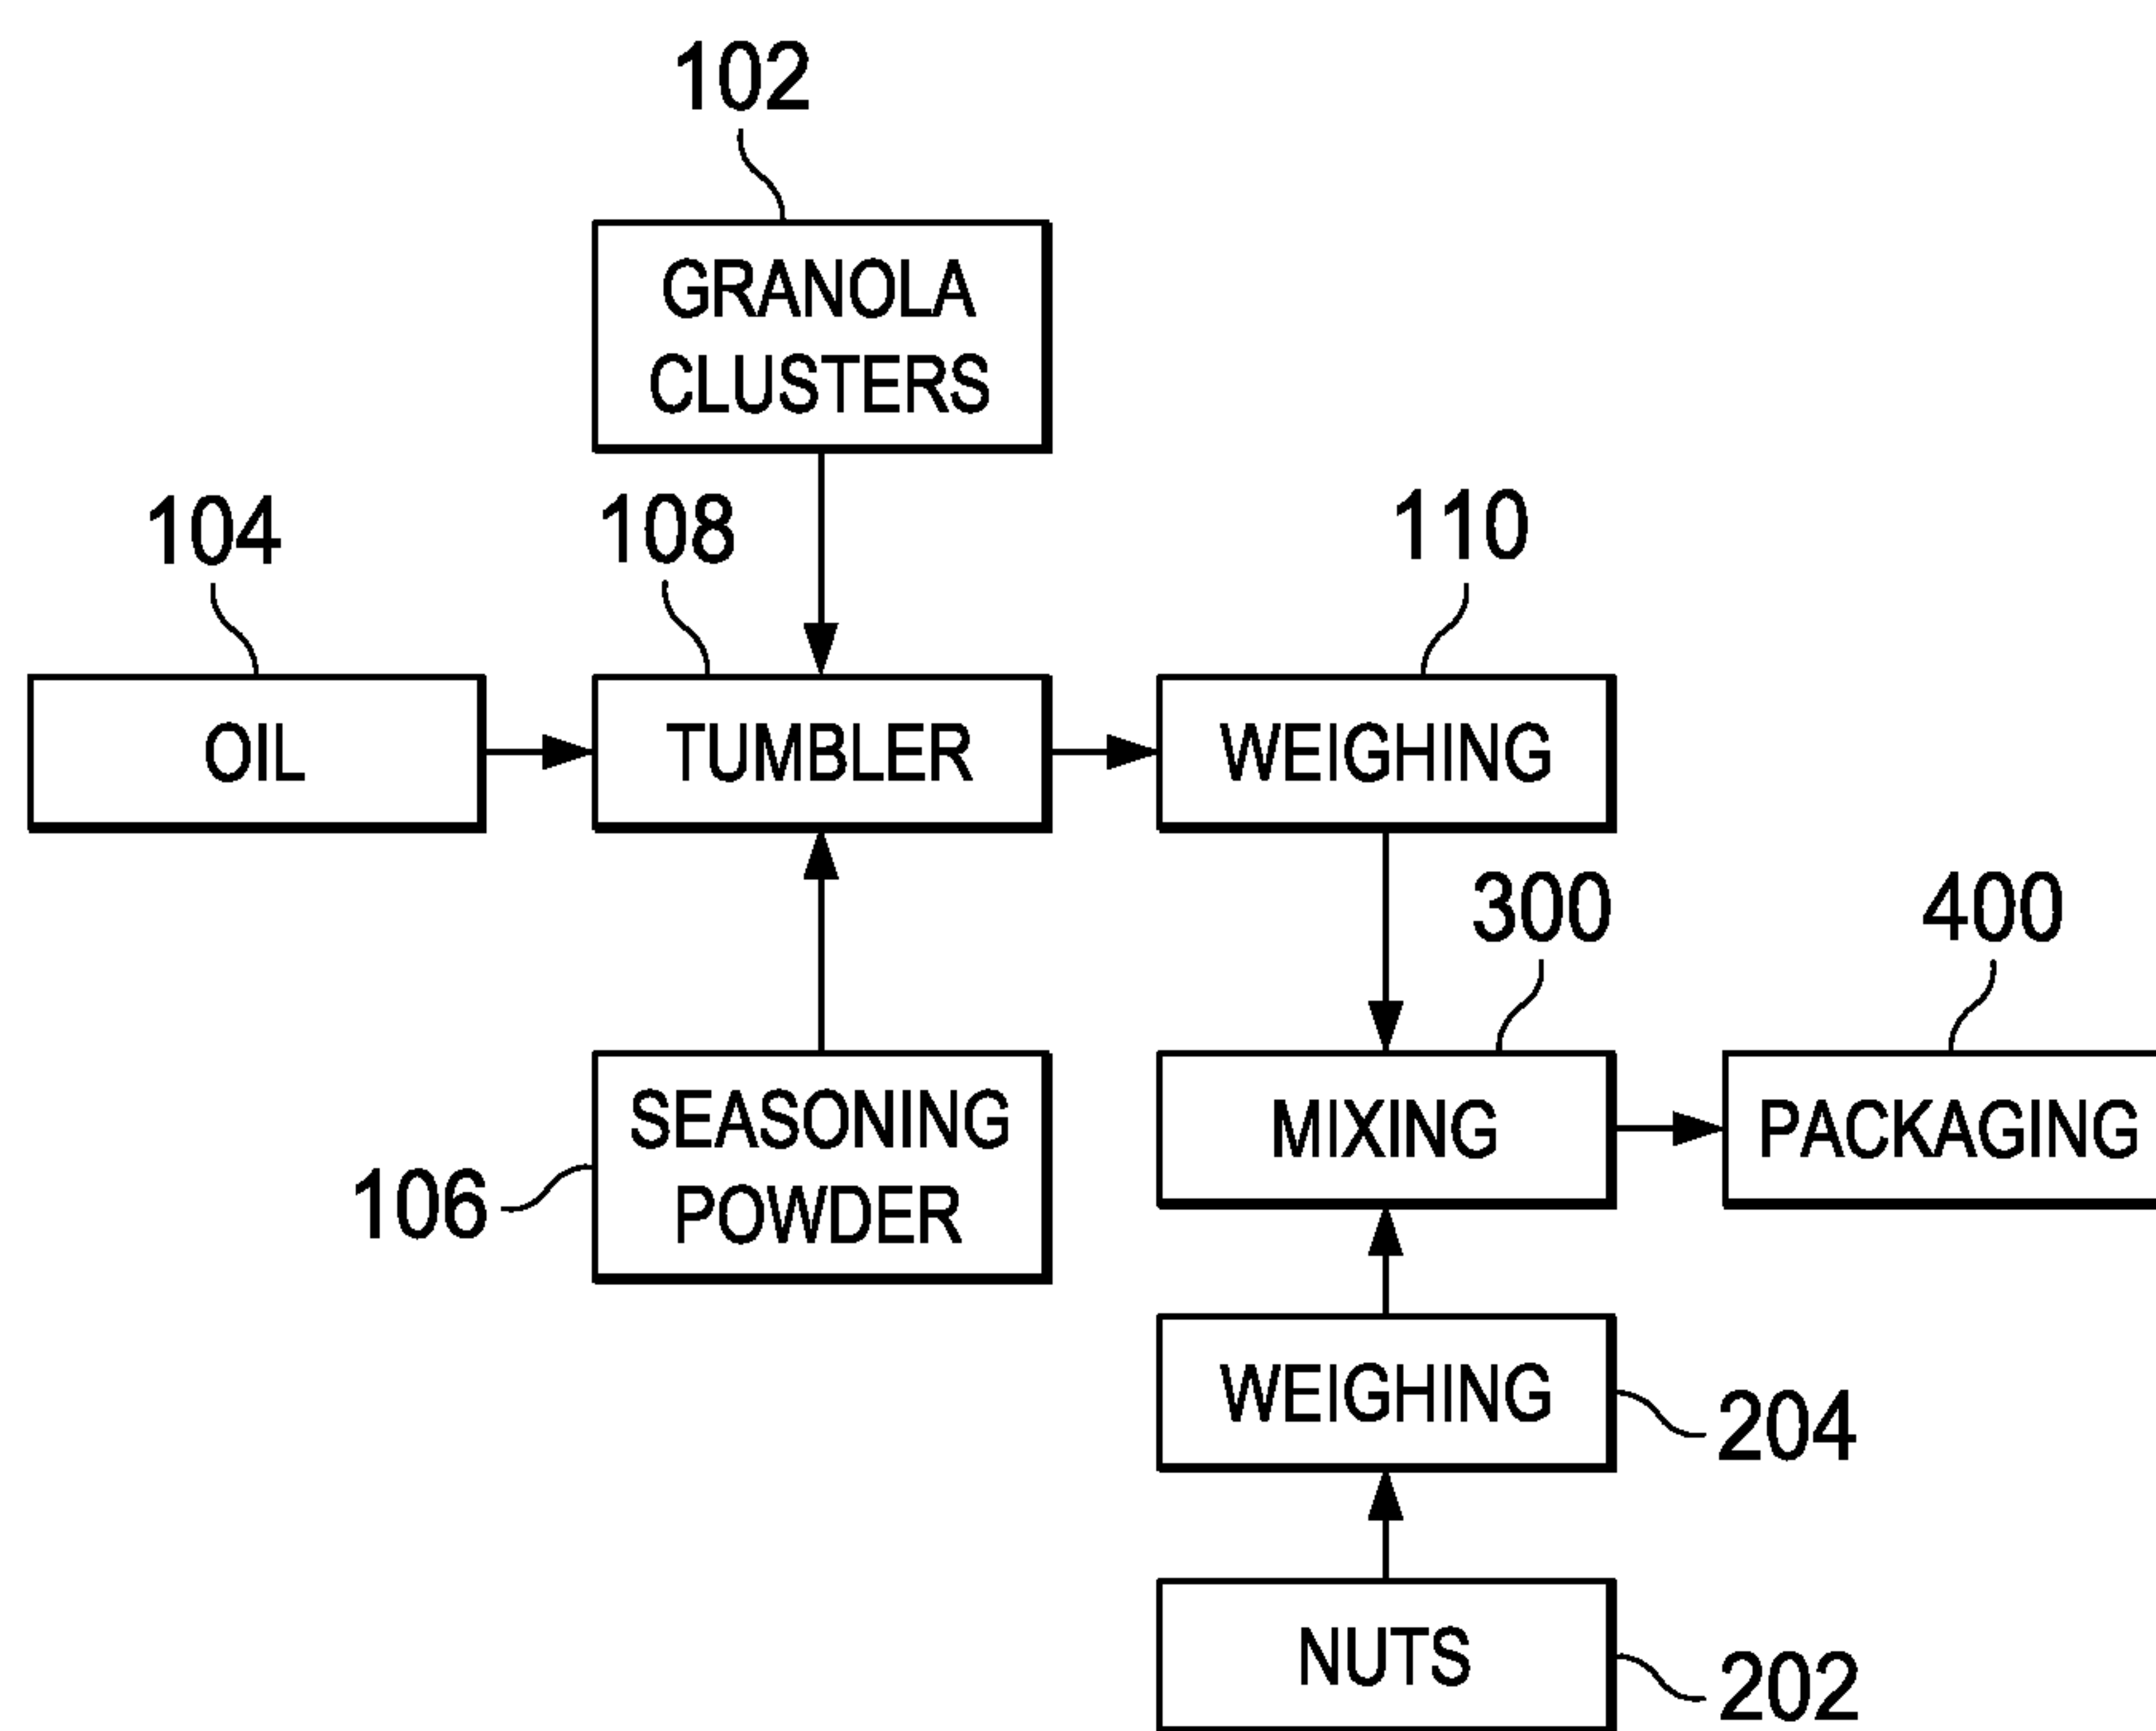 102
GRANOLA
CLUSTERS
104
108
110
OIL
TUMBLER
WEIGHING
300
400
SEASONING
POWDER
106
MIXING
PACKAGING
WEIGHING
204
NUTS
202